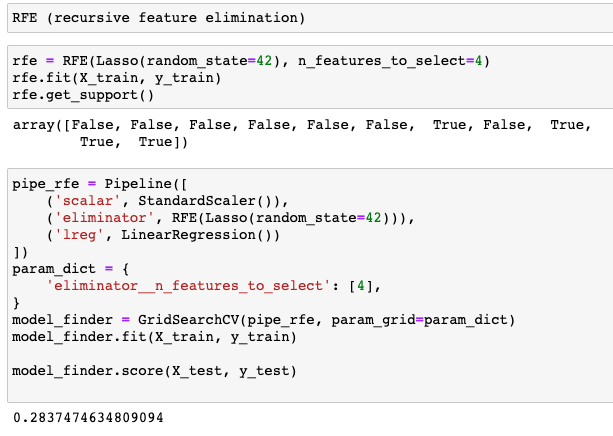 RFE (recursive feature elimination)
rfe = RFE(Lasso(random_state=42), n_features_to_select=4)
rfe.fit(X_train, y_train)
rfe.get_support()
array([False, False, False, False, False, False,  True, False,  True,
        True,  True])
pipe_rfe = Pipeline([
    ('scalar', StandardScaler()),
    ('eliminator', RFE(Lasso(random_state=42))),
    ('lreg', LinearRegression())
])
param_dict = {
    'eliminator__n_features_to_select': [4],
}
model_finder = GridSearchCV(pipe_rfe, param_grid=param_dict)
model_finder.fit(X_train, y_train)
model_finder.score(X_test, y_test)
0.2837474634809094